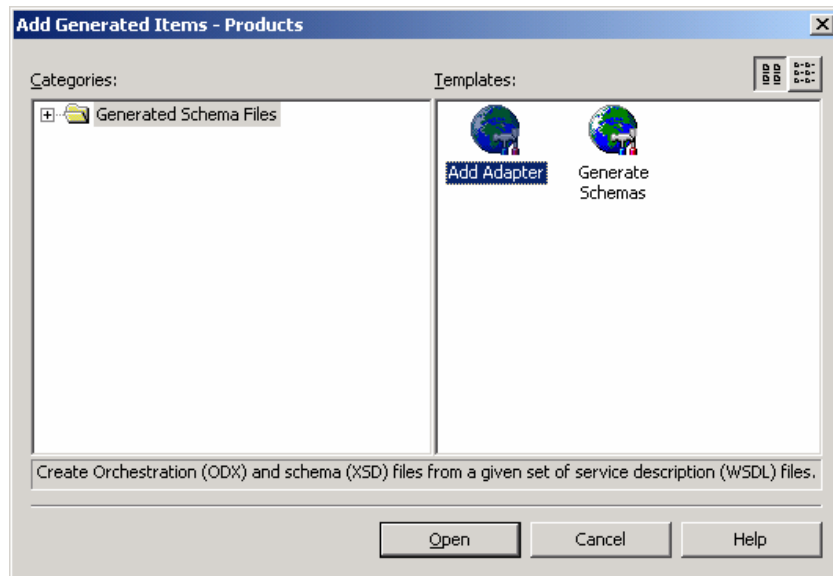 Add Generated Items - Products
Categories:
Templates:
Generated Schema Files
Add Adapter
Generate
Schemas
Create Orchestration (ODX) and schema (XSD) files from a given set of service description (WSDL) files.
Open
Cancel
Help